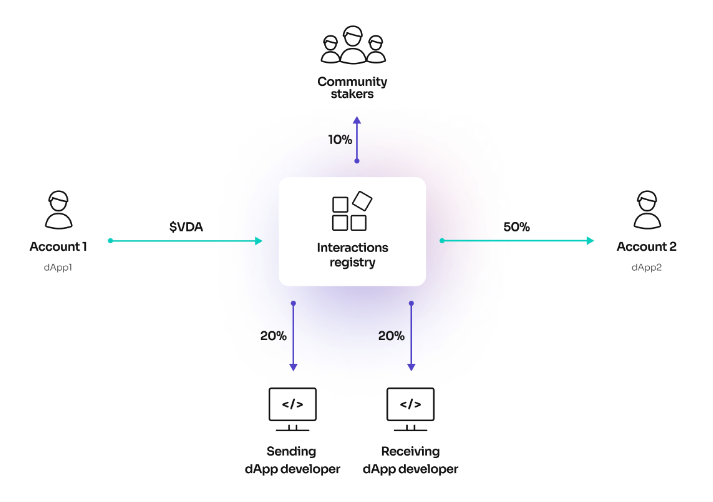 Community
stakers
10%
$VDA
50%
Account 1
dApp1
Interactions
registry
Account 2
dApp2
20%
20%
</>
</>
Sending
dApp developer
Receiving
dApp developer